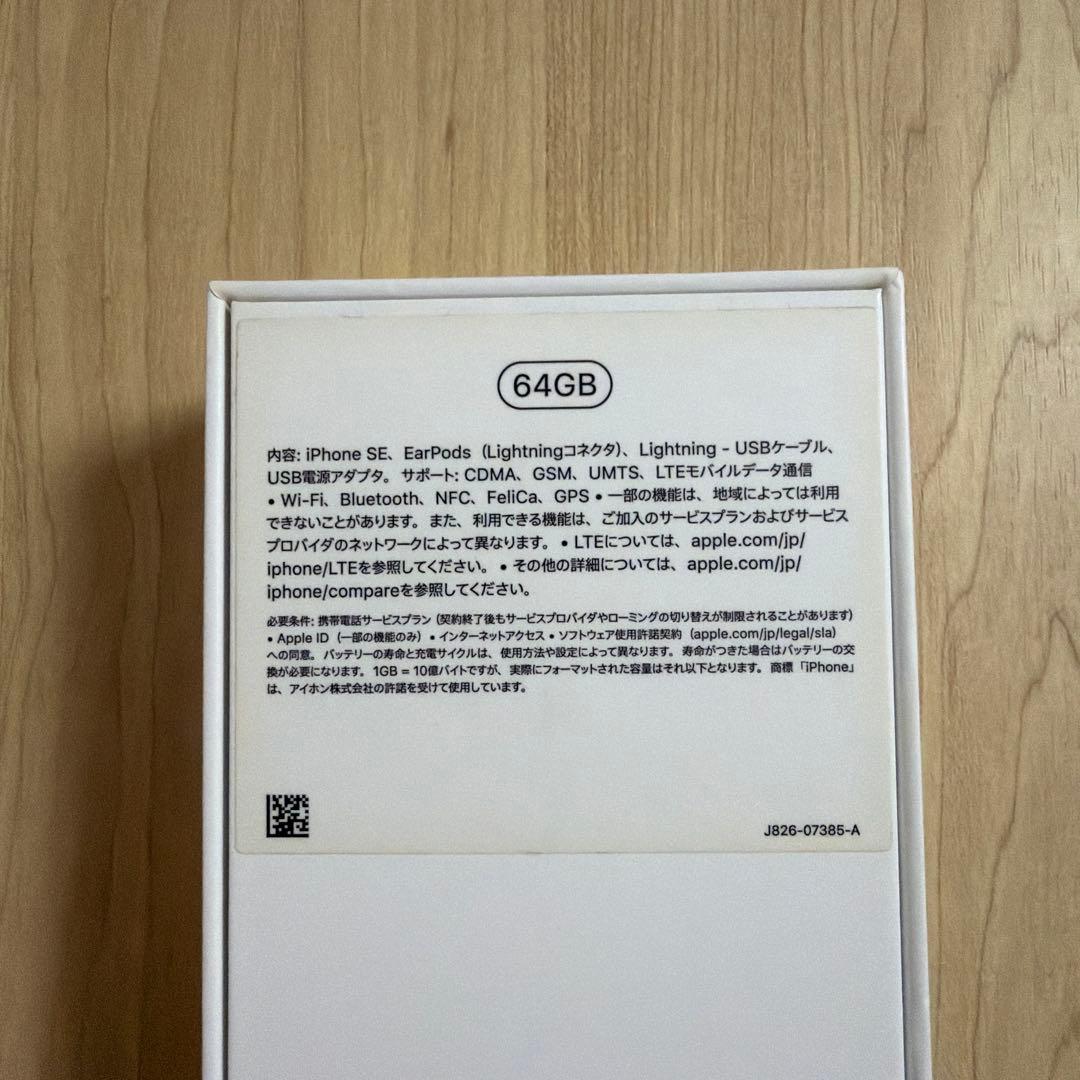 64GB
内容: iPhone SE、EarPods（Lightningコネクタ）、Lightning - USBケーブル、
USB電源アダプタ。 サポート: CDMA、GSM、UMTS、LTEモバイルデータ通信
• Wi-Fi、Bluetooth、NFC、FeliCa、GPS • 一部の機能は、地域によっては利用
できないことがあります。また、利用できる機能は、ご加入のサービスプランおよびサービス
プロバイダのネットワークによって異なります。 • LTEについては、apple.com/jp/
iphone/LTEを参照してください。 • その他の詳細については、apple.com/jp/
iphone/compareを参照してください。
必要条件: 携帯電話サービスプラン（契約終了後もサービスプロバイダやローミングの切り替えが制限されることがあります）
• Apple ID（一部の機能のみ）• インターネットアクセス • ソフトウェア使用許諾契約（apple.com/jp/legal/sla）
への同意。バッテリーの寿命と充電サイクルは、使用方法や設定によって異なります。寿命がつきた場合はバッテリーの交
換が必要になります。1GB = 10億バイトですが、実際にフォーマットされた容量はそれ以下となります。商標「iPhone」
は、アイホン株式会社の許諾を受けて使用しています。
J826-07385-A